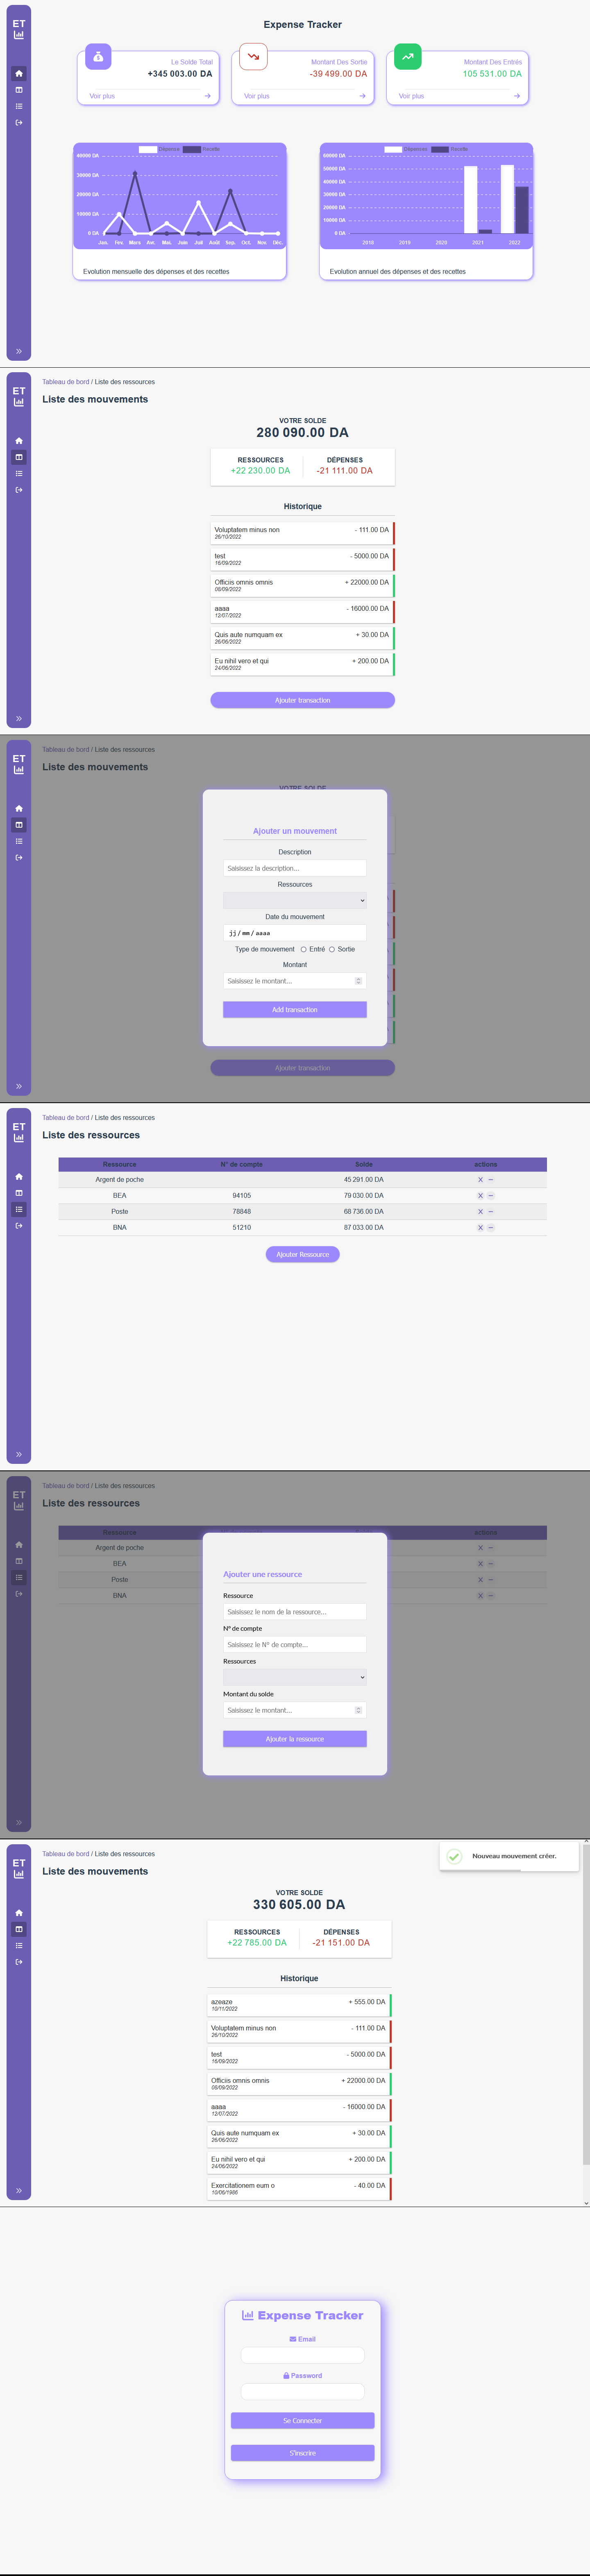 ET
Expense Tracker
Le Solde Total
+345 003.00 DA
Voir plus
Montant Des Sortie
-39 499.00 DA
Voir plus
Montant Des Entrés
105 531.00 DA
Voir plus
Dépense Recette
40000 DA
30000 DA
20000 DA
10000 DA
0 DA
Jan. Fev. Mars Avr. Mai. Juin Juil Août Sep. Oct. Nov. Déc.
Evolution mensuelle des dépenses et des recettes
Dépenses Recette
60000 DA
50000 DA
40000 DA
30000 DA
20000 DA
10000 DA
0 DA
2018 2019 2020 2021 2022
Evolution annuel des dépenses et des recettes
ET
Tableau de bord / Liste des ressources
Liste des mouvements
VOTRE SOLDE
280 090.00 DA
RESSOURCES DÉPENSES
+22 230.00 DA -21 111.00 DA
Historique
Voluptatem minus non - 111.00 DA
26/10/2022
test - 5000.00 DA
16/09/2022
Officiis omnis omnis + 22000.00 DA
08/09/2022
aaaa - 16000.00 DA
12/07/2022
Quis aute numquam ex + 30.00 DA
26/06/2022
Eu nihil vero et qui + 200.00 DA
24/06/2022
Ajouter transaction
ET
Tableau de bord / Liste des ressources
Liste des mouvements
VOTRE SOLDE
Ajouter un mouvement
Description
Saisissez la description...
Ressources
Date du mouvement
jj/mm/aaaa
Type de mouvement Entré Sortie
Montant
Saisissez le montant...
Add transaction
Ajouter transaction
ET
Tableau de bord / Liste des ressources
Liste des ressources
Ressource N° de compte Solde actions
Argent de poche 45 291.00 DA
BEA 94105 79 030.00 DA
Poste 78848 68 736.00 DA
BNA 51210 87 033.00 DA
Ajouter Ressource
ET
Tableau de bord / Liste des ressources
Liste des ressources
Ressource actions
Argent de poche
BEA
Poste
BNA
Ajouter une ressource
Ressource
Saisissez le nom de la ressource...
N° de compte
Saisissez le N° de compte...
Ressources
Montant du solde
Saisissez le montant...
Ajouter la ressource
ET
Tableau de bord / Liste des ressources
Liste des mouvements
Nouveau mouvement créer.
VOTRE SOLDE
330 605.00 DA
RESSOURCES DÉPENSES
+22 785.00 DA -21 151.00 DA
Historique
azeaze + 555.00 DA
10/11/2022
Voluptatem minus non - 111.00 DA
26/10/2022
test - 5000.00 DA
16/09/2022
Officiis omnis omnis + 22000.00 DA
08/09/2022
aaaa - 16000.00 DA
12/07/2022
Quis aute numquam ex + 30.00 DA
26/06/2022
Eu nihil vero et qui + 200.00 DA
24/06/2022
Exercitationem eum o - 40.00 DA
10/06/1986
Expense Tracker
Email
Password
Se Connecter
S'inscrire